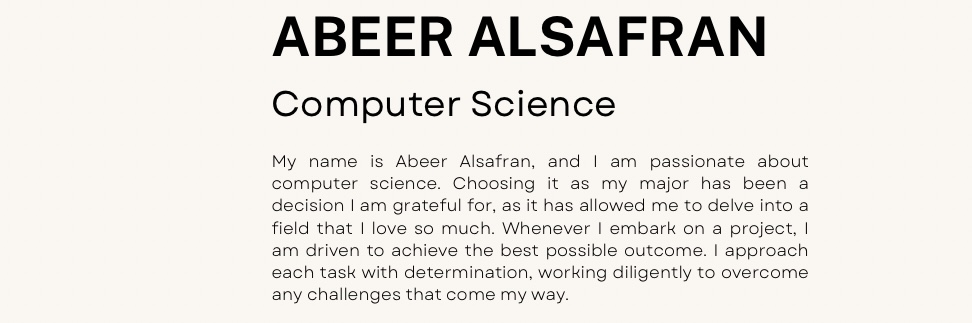 ABEER ALSAFRAN
Computer Science
My name is Abeer Alsafran, and I am passionate about
computer science. Choosing it as my major has been a
decision I am grateful for, as it has allowed me to delve into a
field that I love so much. Whenever I embark on a project, I
am driven to achieve the best possible outcome. I approach
each task with determination, working diligently to overcome
any challenges that come my way.